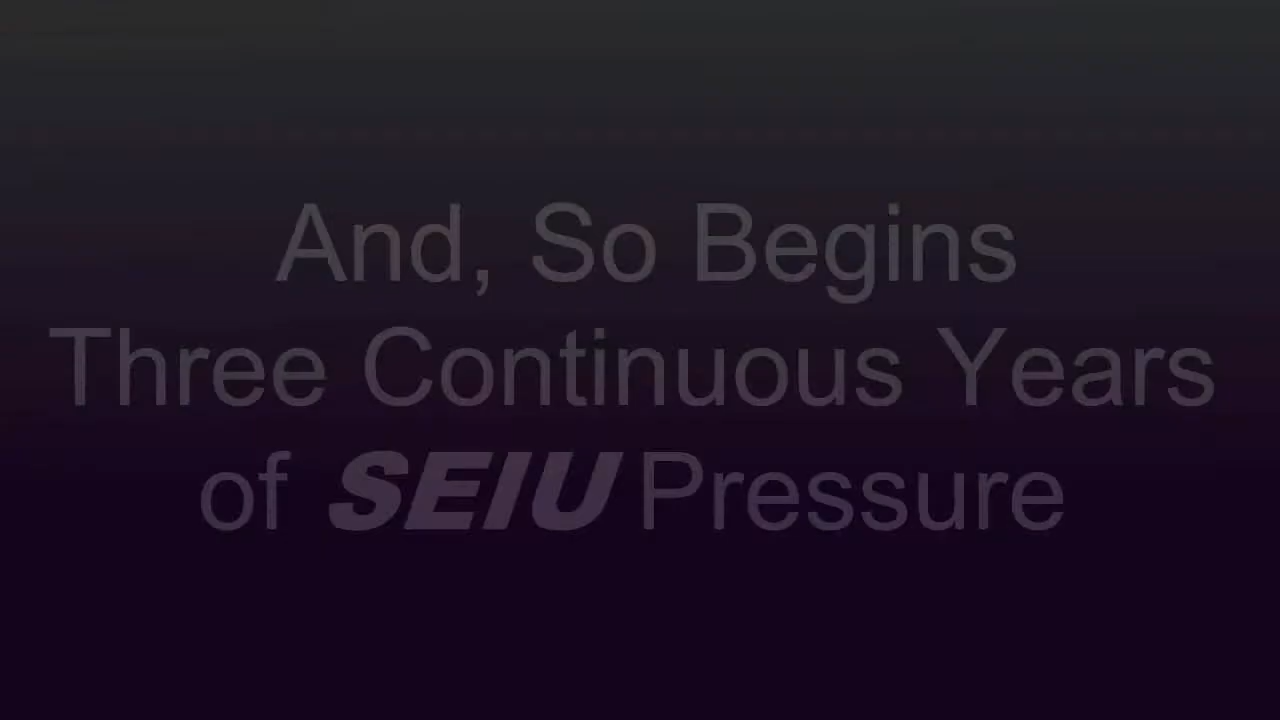 And, So Begins
Three Continuous Years
of SEIU Pressure